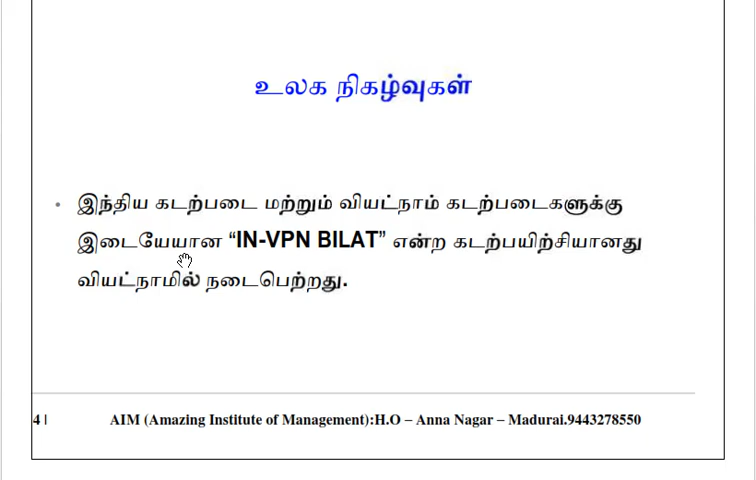 உலக நிகழ்வுகள்
• இந்திய கடற்படை மற்றும் வியட்நாம் கடற்படைகளுக்கு
இடையேயான “IN-VPN BILAT” என்ற கடற்பயிற்சியானது
வியட்நாமில் நடைபெற்றது.
4 | AIM (Amazing Institute of Management):H.O – Anna Nagar – Madurai.9443278550